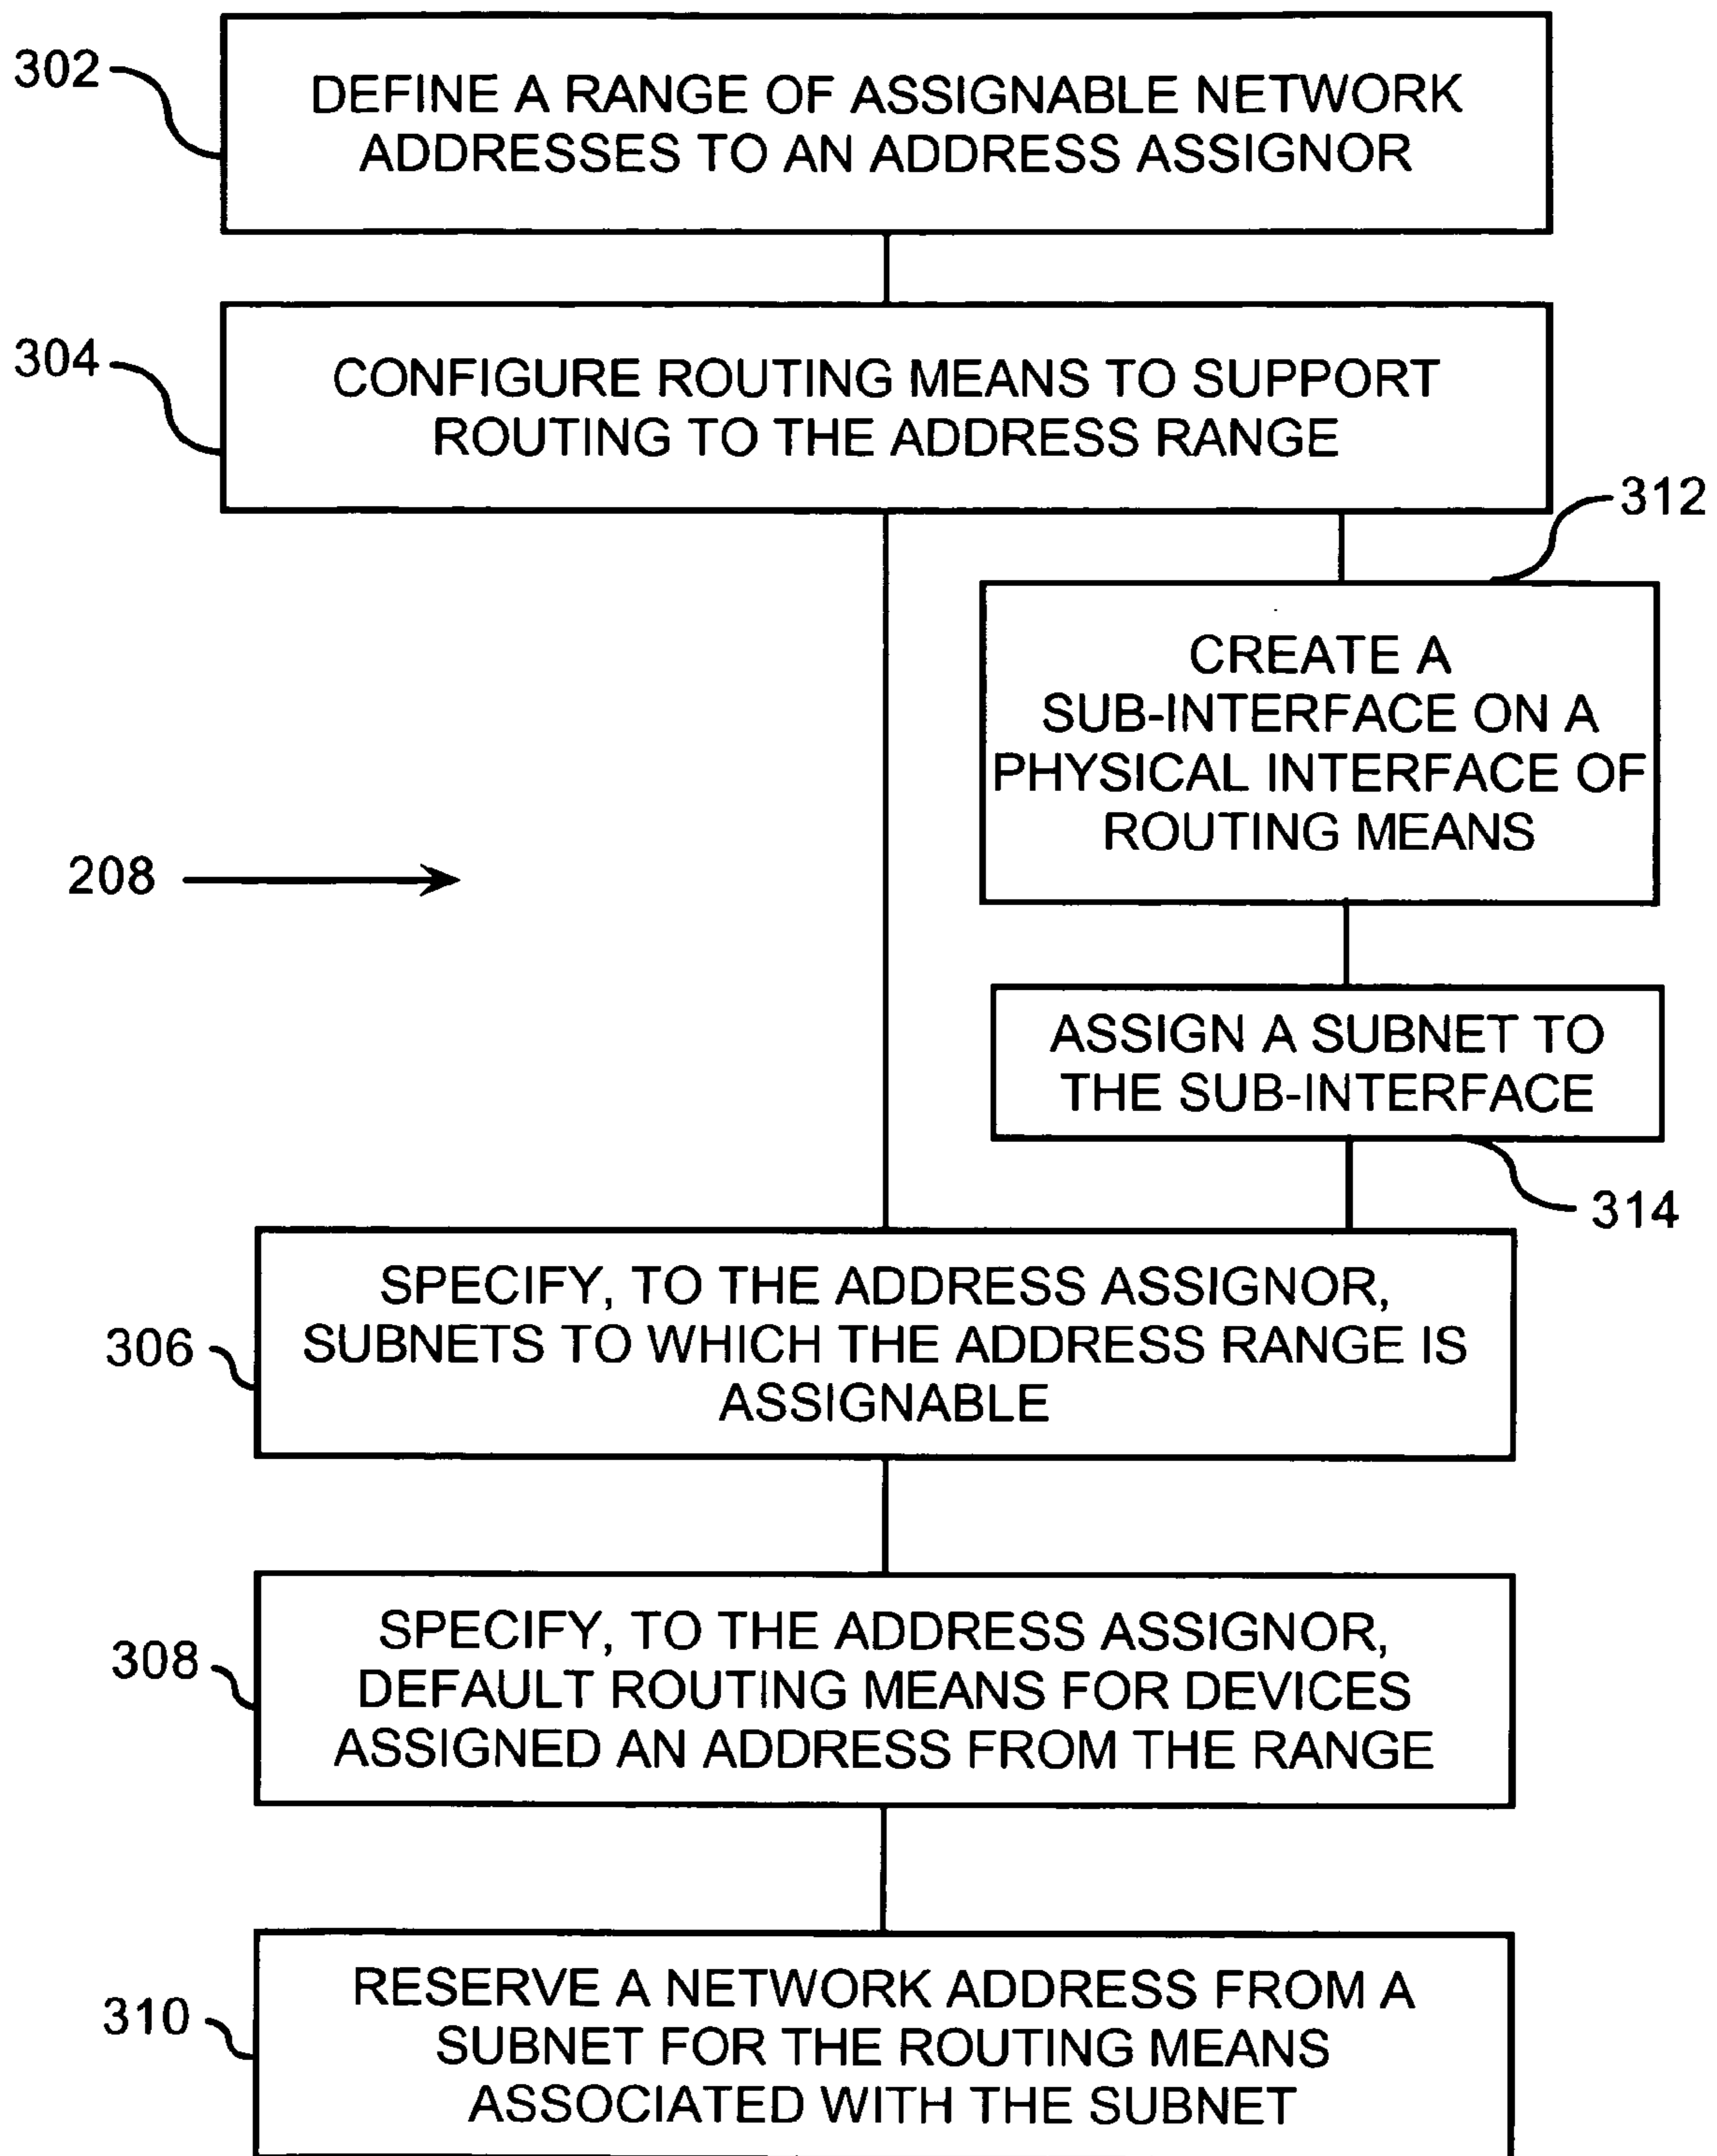 302
DEFINE A RANGE OF ASSIGNABLE NETWORK
ADDRESSES TO AN ADDRESS ASSIGNOR
304
CONFIGURE ROUTING MEANS TO SUPPORT
ROUTING TO THE ADDRESS RANGE
312
CREATE A
SUB-INTERFACE ON A
PHYSICAL INTERFACE OF
ROUTING MEANS
208
ASSIGN A SUBNET TO
THE SUB-INTERFACE
314
306
SPECIFY, TO THE ADDRESS ASSIGNOR,
SUBNETS TO WHICH THE ADDRESS RANGE IS
ASSIGNABLE
308
SPECIFY, TO THE ADDRESS ASSIGNOR,
DEFAULT ROUTING MEANS FOR DEVICES
ASSIGNED AN ADDRESS FROM THE RANGE
310
RESERVE A NETWORK ADDRESS FROM A
SUBNET FOR THE ROUTING MEANS
ASSOCIATED WITH THE SUBNET